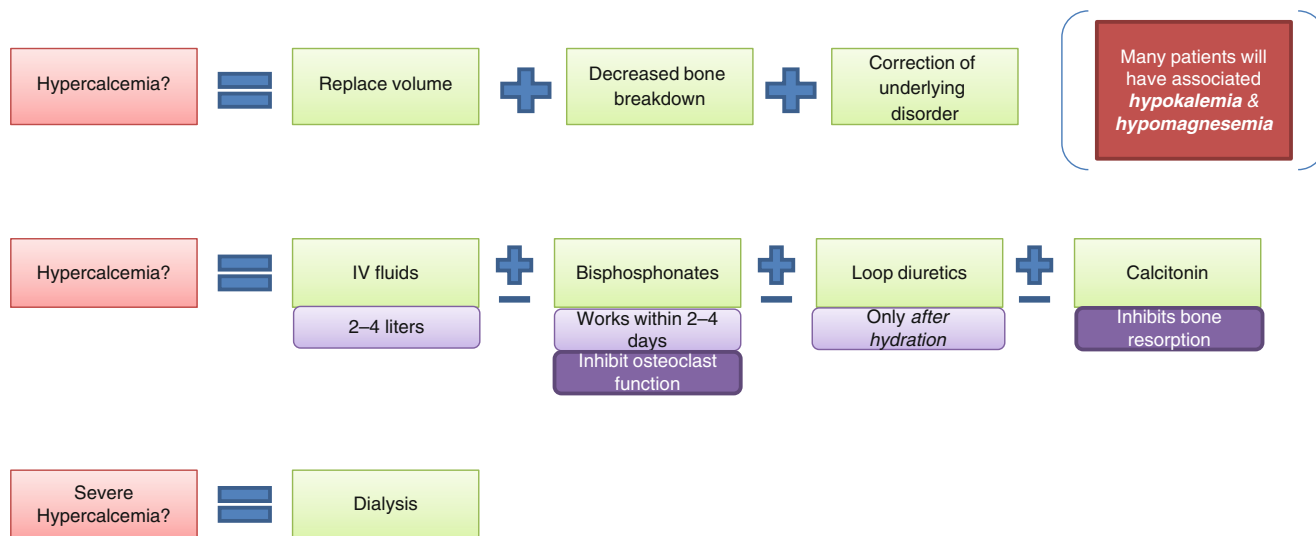 Hypercalcemia?
Replace volume
Decreased bone
breakdown
Correction of
underlying
disorder
Many patients will
have associated
hypokalemia &
hypomagnesemia
Hypercalcemia?
IV fluids
2–4 liters
Bisphosphonates
Works within 2–4
days
Inhibit osteoclast
function
Loop diuretics
Only after
hydration
Calcitonin
Inhibits bone
resorption
Severe
Hypercalcemia?
Dialysis